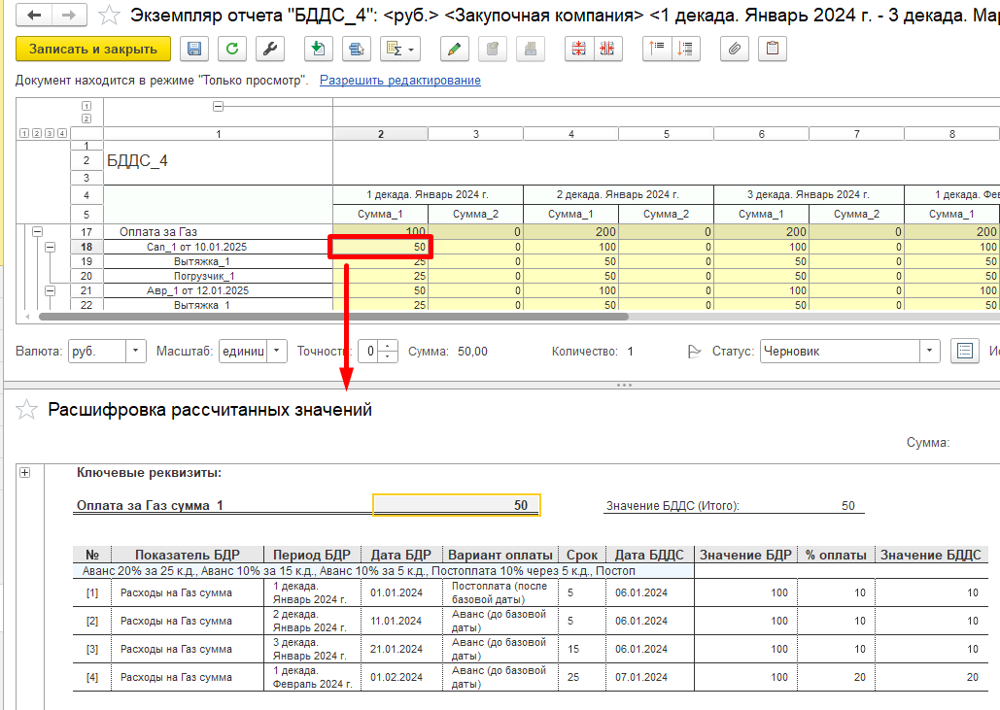 Экземпляр отчета "БДДС_4": <руб.> <Закупочная компания> <1 декада. Январь 2024 г. - 3 декада. Мар
Записать и закрыть
Документ находится в режиме "Только просмотр". Разрешить редактирование
1
2
1 2 3 4
1 2 3 4 5 6 7 8
1
2 БДДС_4
3
4 1 декада. Январь 2024 г. 2 декада. Январь 2024 г. 3 декада. Январь 2024 г. 1 декада. Фев
5 Сумма_1 Сумма_2 Сумма_1 Сумма_2 Сумма_1 Сумма_2 Сумма_1
17 Оплата за Газ 100 0 200 0 200 0 200
18 Сап_1 от 10.01.2025 50 0 100 0 100 0 100
19 Вытяжка_1 25 0 50 0 50 0 50
20 Погрузчик_1 25 0 50 0 50 0 50
21 Авр_1 от 12.01.2025 50 0 100 0 100 0 100
22 Вытяжка 1 25 0 50 0 50 0 50
Валюта: руб. Масштаб: единиц Точность: 0 Сумма: 50,00 Количество: 1 Статус: Черновик Ис
Расшифровка рассчитанных значений
Сумма:
Ключевые реквизиты:
Оплата за Газ сумма 1 50 Значение БДДС (Итого): 50
№ Показатель БДР Период БДР Дата БДР Вариант оплаты Срок Дата БДДС Значение БДР % оплаты Значение БДДС
Аванс 20% за 25 к.д., Аванс 10% за 15 к.д., Аванс 10% за 5 к.д., Постоплата 10% через 5 к.д., Постоп
[1] Расходы на Газ сумма 1 декада. Январь 2024 г. 01.01.2024 Постоплата (после базовой даты) 5 06.01.2024 100 10 10
[2] Расходы на Газ сумма 2 декада. Январь 2024 г. 11.01.2024 Аванс (до базовой даты) 5 06.01.2024 100 10 10
[3] Расходы на Газ сумма 3 декада. Январь 2024 г. 21.01.2024 Аванс (до базовой даты) 15 06.01.2024 100 10 10
[4] Расходы на Газ сумма 1 декада. Февраль 2024 г. 01.02.2024 Аванс (до базовой даты) 25 07.01.2024 100 20 20